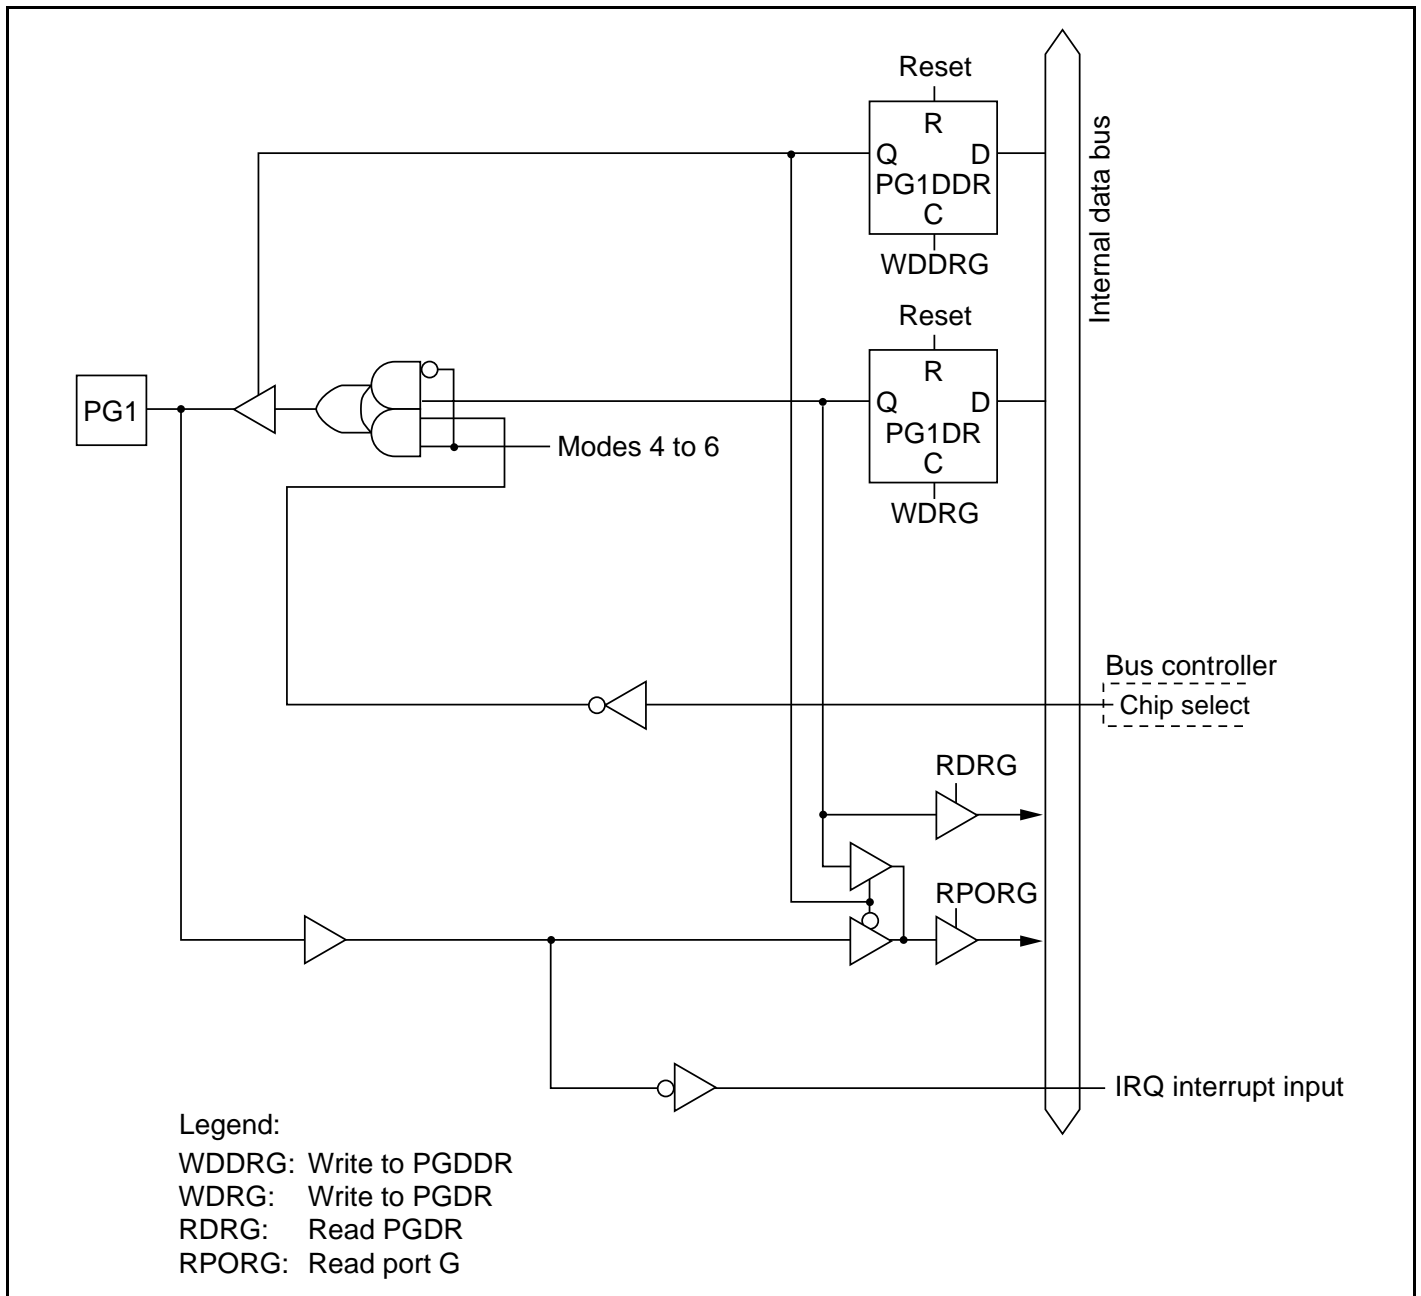 Reset
R
Q D
PG1DDR
C
WDDRG
Internal data bus
Reset
R
Q D
PG1DR
C
WDRG
PG1
Modes 4 to 6
Bus controller
Chip select
RDRG
RPORG
IRQ interrupt input
Legend:
WDDRG: Write to PGDDR
WDRG: Write to PGDR
RDRG: Read PGDR
RPORG: Read port G